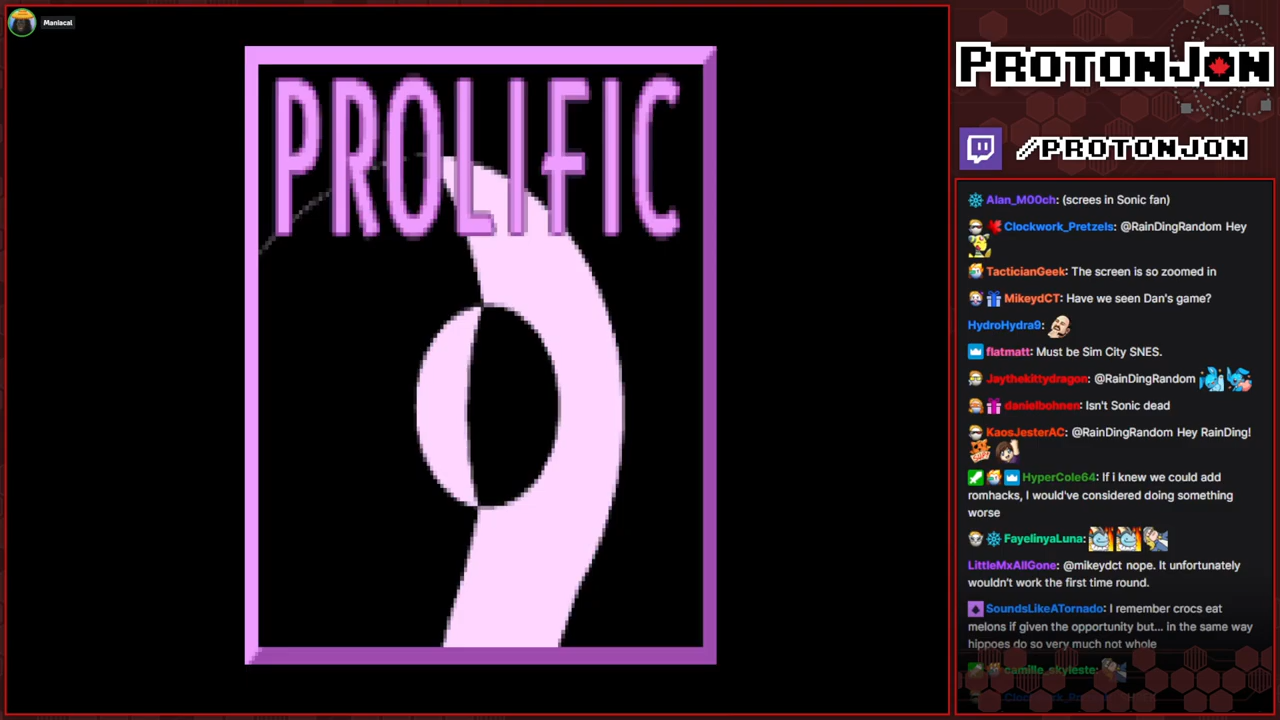 Maniacal
PROLIFIC
PROTONJON
/PROTONJON
Alan_M00ch: (screes in Sonic fan)
Clockwork_Pretzels: @RainDingRandom Hey
TacticianGeek: The screen is so zoomed in
MikeydCT: Have we seen Dan's game?
HydroHydra9:
flatmatt: Must be Sim City SNES.
Jaythekittydragon: @RainDingRandom
danielbohnen: Isn't Sonic dead
KaosJesterAC: @RainDingRandom Hey RainDing!
HyperCole64: If i knew we could add
romhacks, I would've considered doing something
worse
FayelinyaLuna:
LittleMxAllGone: @mikeydct nope. It unfortunately
wouldn't work the first time round.
SoundsLikeATornado: I remember crocs eat
melons if given the opportunity but... in the same way
hippoes do so very much not whole
camille_skyleste: